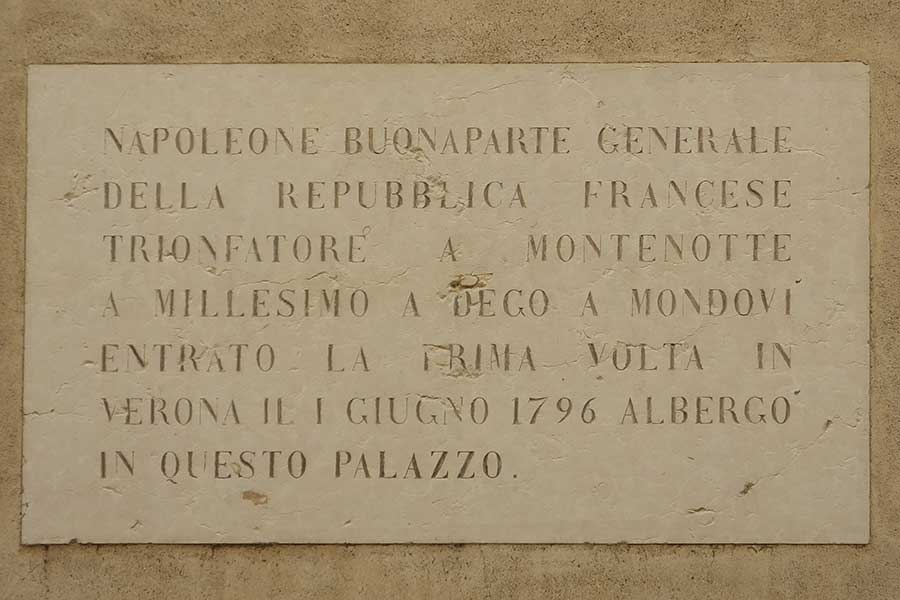 NAPOLEONE BUONAPARTE GENERALE
DELLA REPUBBLICA FRANCESE
TRIONFATORE A MONTENOTTE
A MILLESIMO A DEGO A MONDOVI
ENTRATO LA PRIMA VOLTA IN
VERONA IL 1 GIUGNO 1796 ALBERGO'
IN QUESTO PALAZZO.